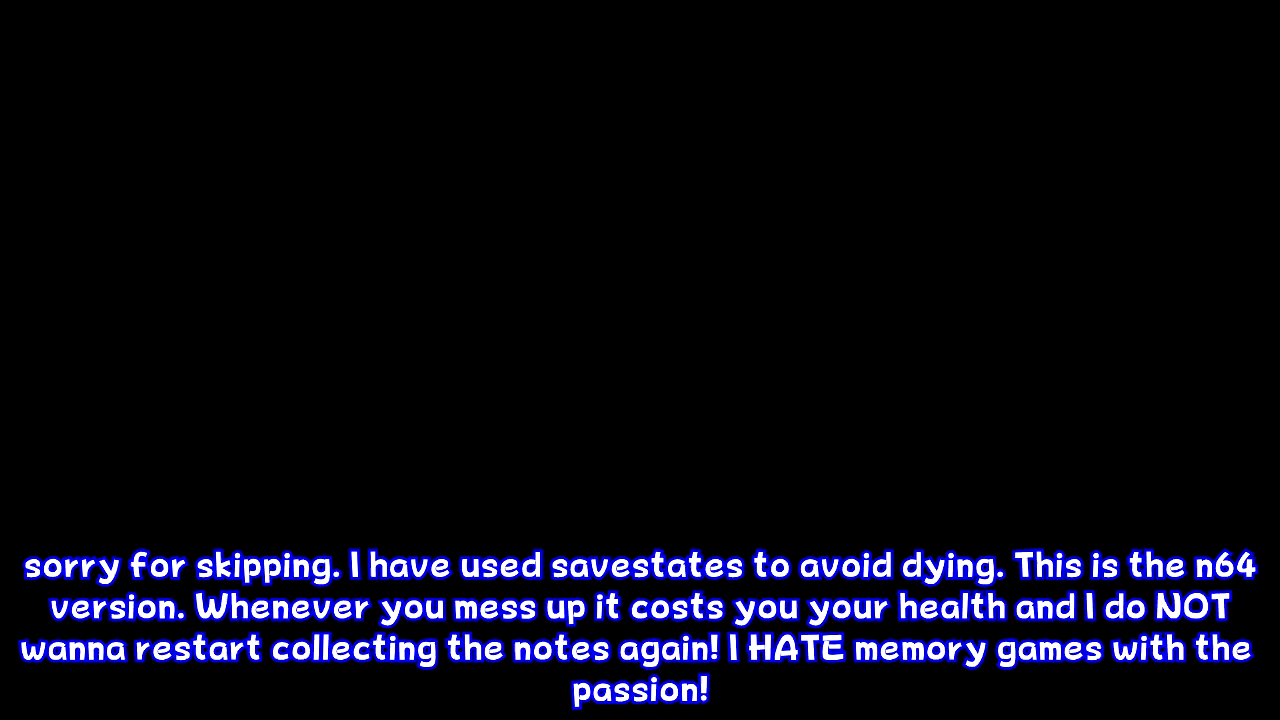 sorry for skipping. I have used savestates to avoid dying. This is the n64
version. Whenever you mess up it costs you your health and I do NOT
wanna restart collecting the notes again! I HATE memory games with the
passion!